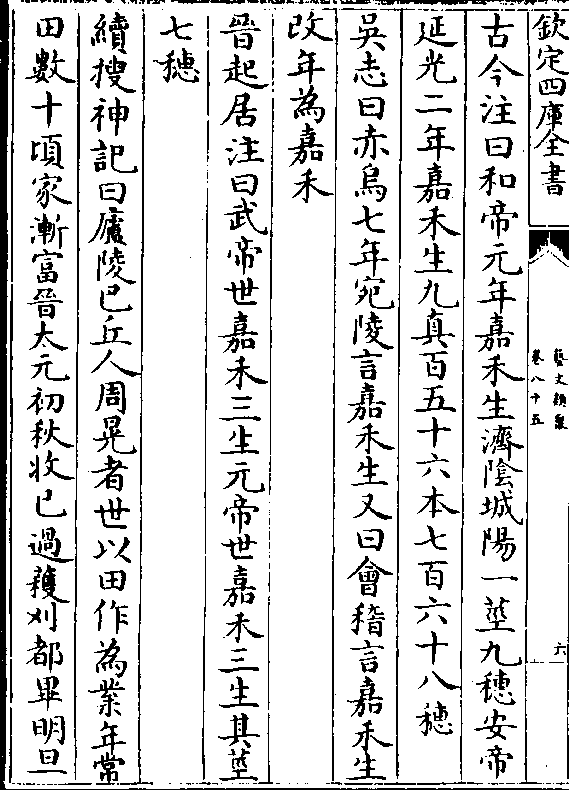 欽定四庫全書
藝文類聚
卷八十五
六
古今注曰和帝元年嘉禾生濟陰城陽一莖九穗安帝
延光二年嘉禾生九真百五十六本七百六十八穗
吳志曰赤烏七年宛陵言嘉禾生又曰會稽言嘉禾生
改年為嘉禾
晉起居注曰武帝世嘉禾三生元帝世嘉禾三生其莖
七穗
續搜神記曰廬陵巴丘人周晃者世以田作為業年常
田數十頃家漸富晉太元初秋收已過穫刈都畢明旦